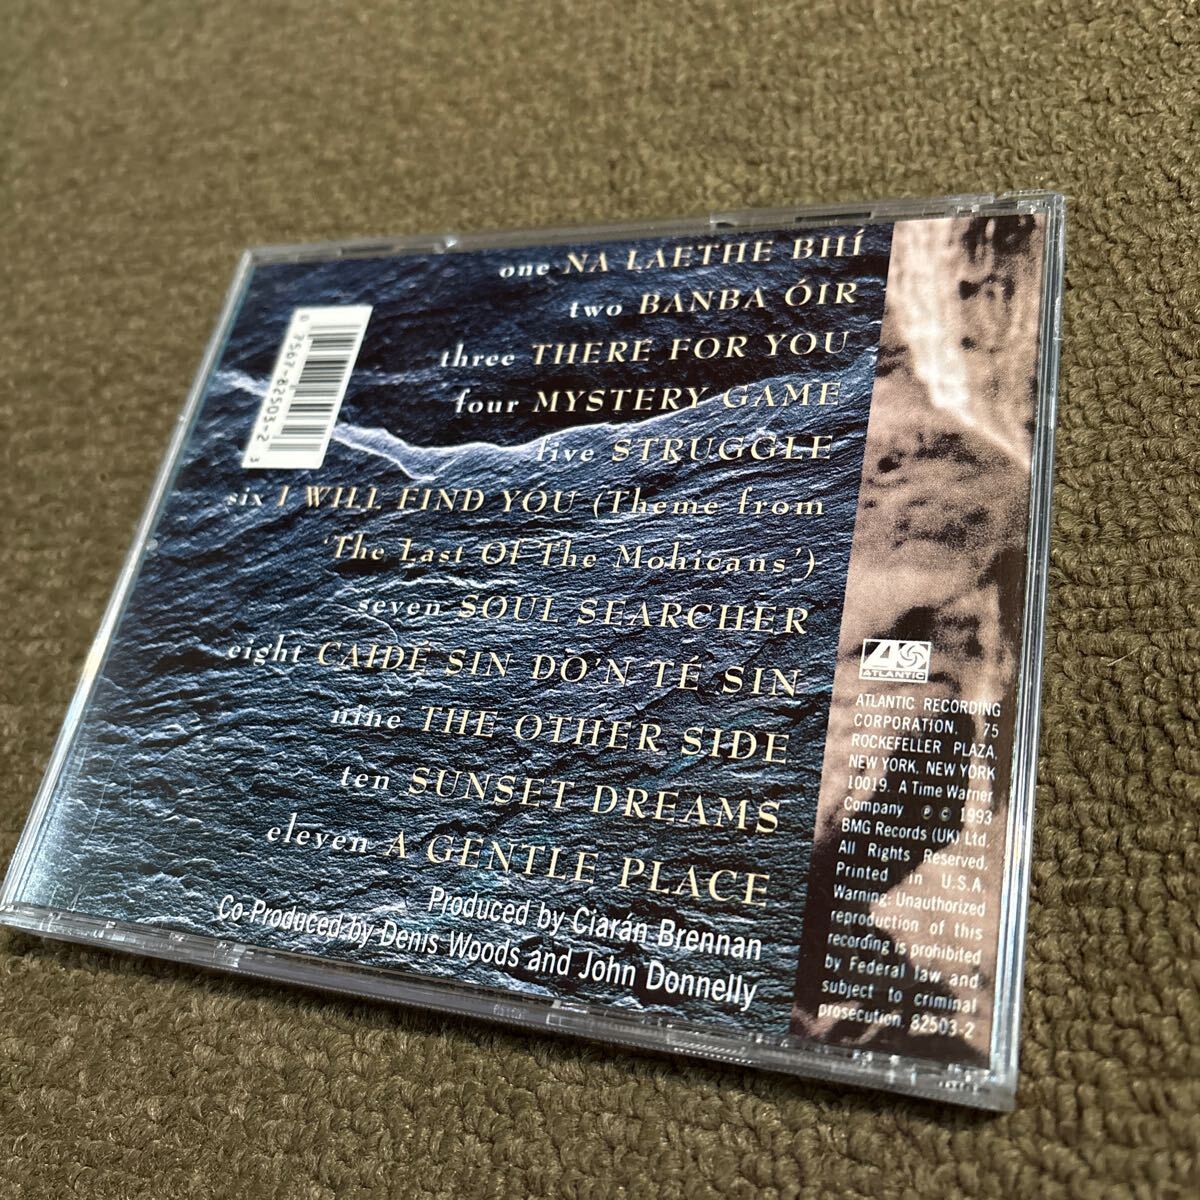 one NA LAETHE BHÍ
two BANBA ÓIR
three THERE FOR YOU
four MYSTERY GAME
five STRUGGLE
six I WILL FIND YOU (Theme from
'The Last Of The Mohicans')
seven SOUL SEARCHER
eight CAIDÉ SIN DO'N TÉ SIN
nine THE OTHER SIDE
ten SUNSET DREAMS
eleven A GENTLE PLACE
Produced by Ciarán Brennan
Co-Produced by Denis Woods and John Donnelly
0 7567-82503-2 3
ATLANTIC
ATLANTIC RECORDING
CORPORATION, 75
ROCKEFELLER PLAZA,
NEW YORK, NEW YORK
10019. A Time Warner
Company ℗ © 1993
BMG Records (UK) Ltd.
All Rights Reserved.
Printed in U.S.A.
Warning: Unauthorized
reproduction of this
recording is prohibited
by Federal law and
subject to criminal
prosecution. 82503-2